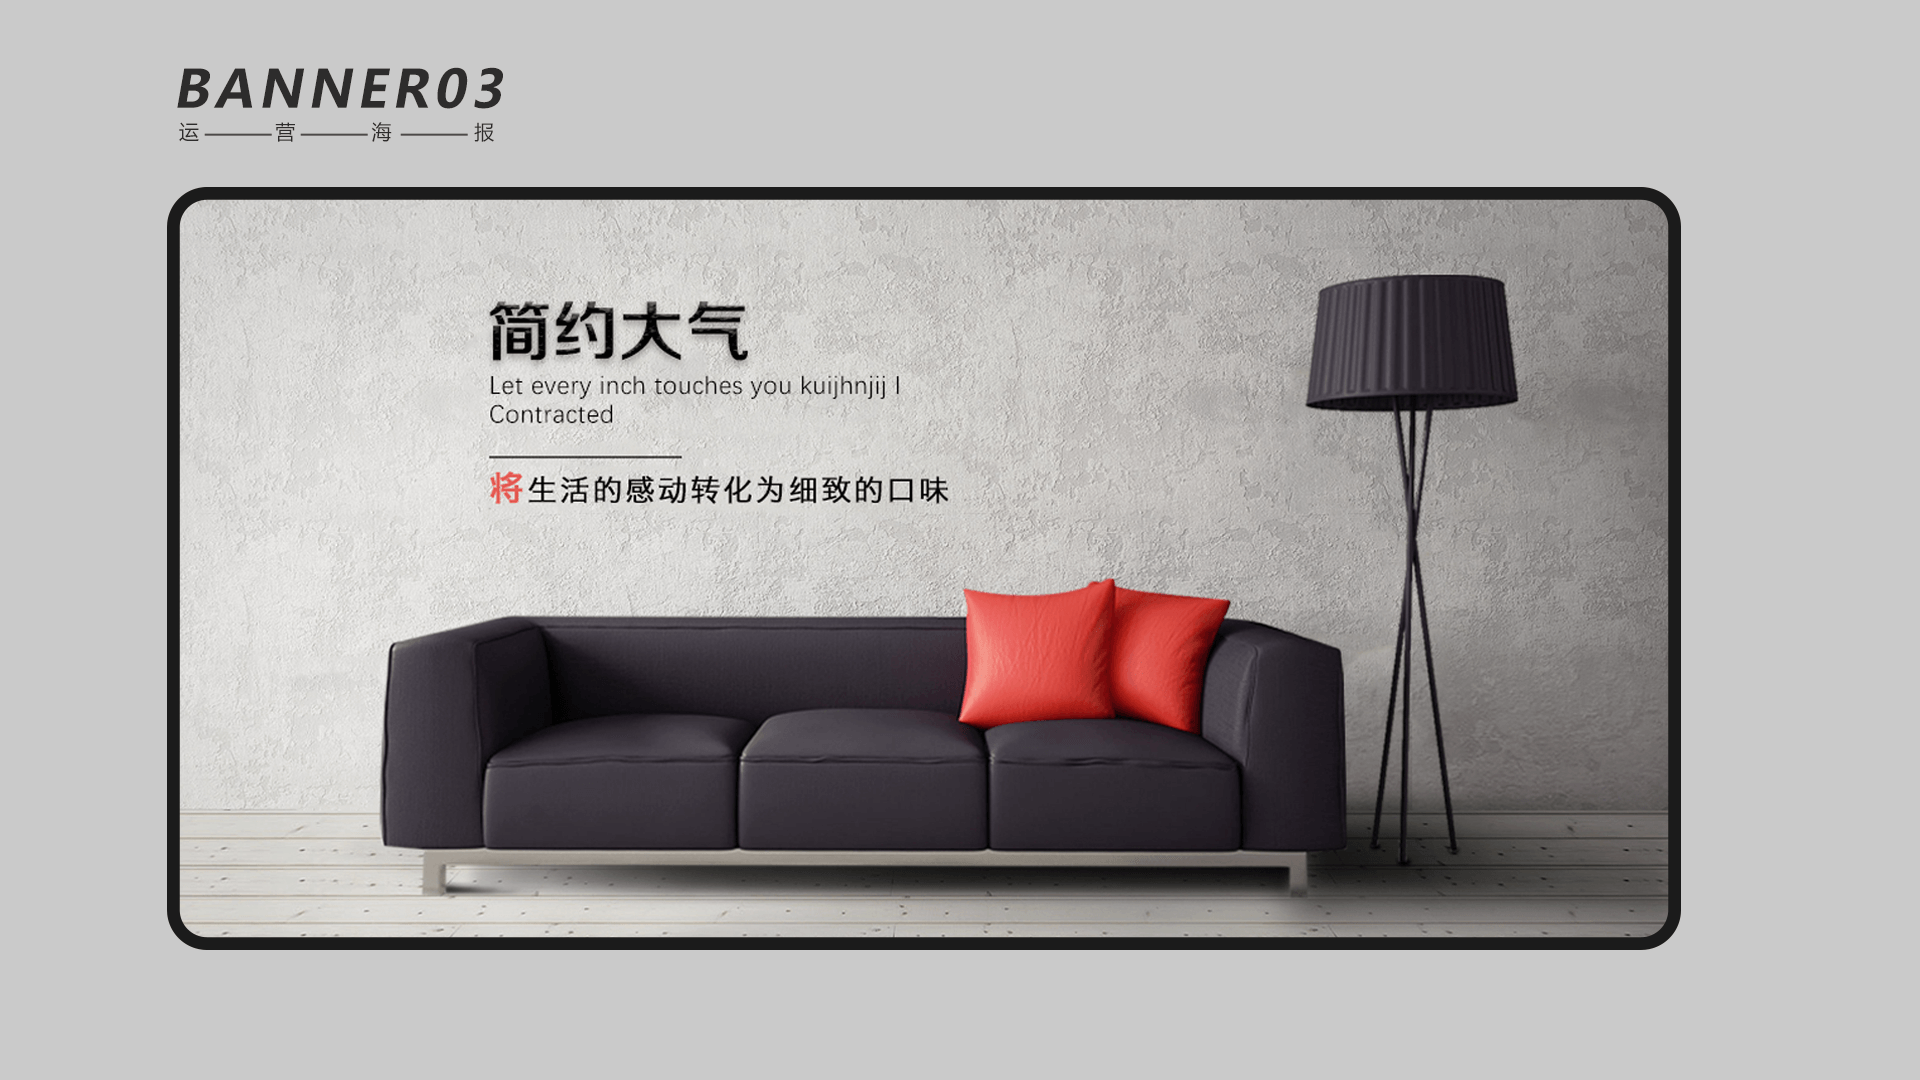 BANNER03
运——营——海——报
简约大气
Let every inch touches you kuijhnjij l
Contracted
将生活的感动转化为细致的口味